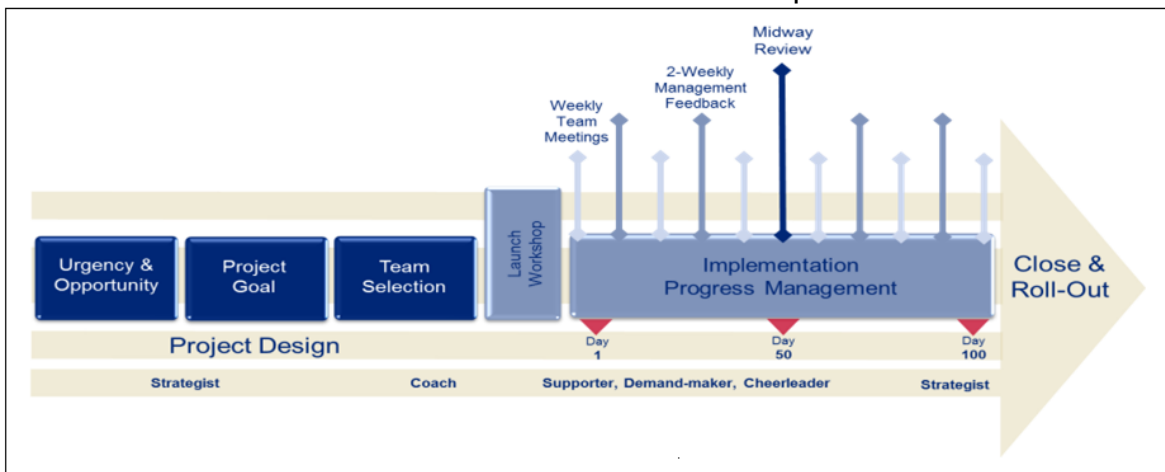 Midway
Review
2-Weekly
Management
Feedback
Weekly
Team
Meetings
Urgency &
Opportunity
Project
Goal
Team
Selection
Launch
Workshop
Implementation
Progress Management
Close &
Roll-Out
Project Design
Day
1
Day
50
Day
100
Strategist
Coach
Supporter, Demand-maker, Cheerleader
Strategist